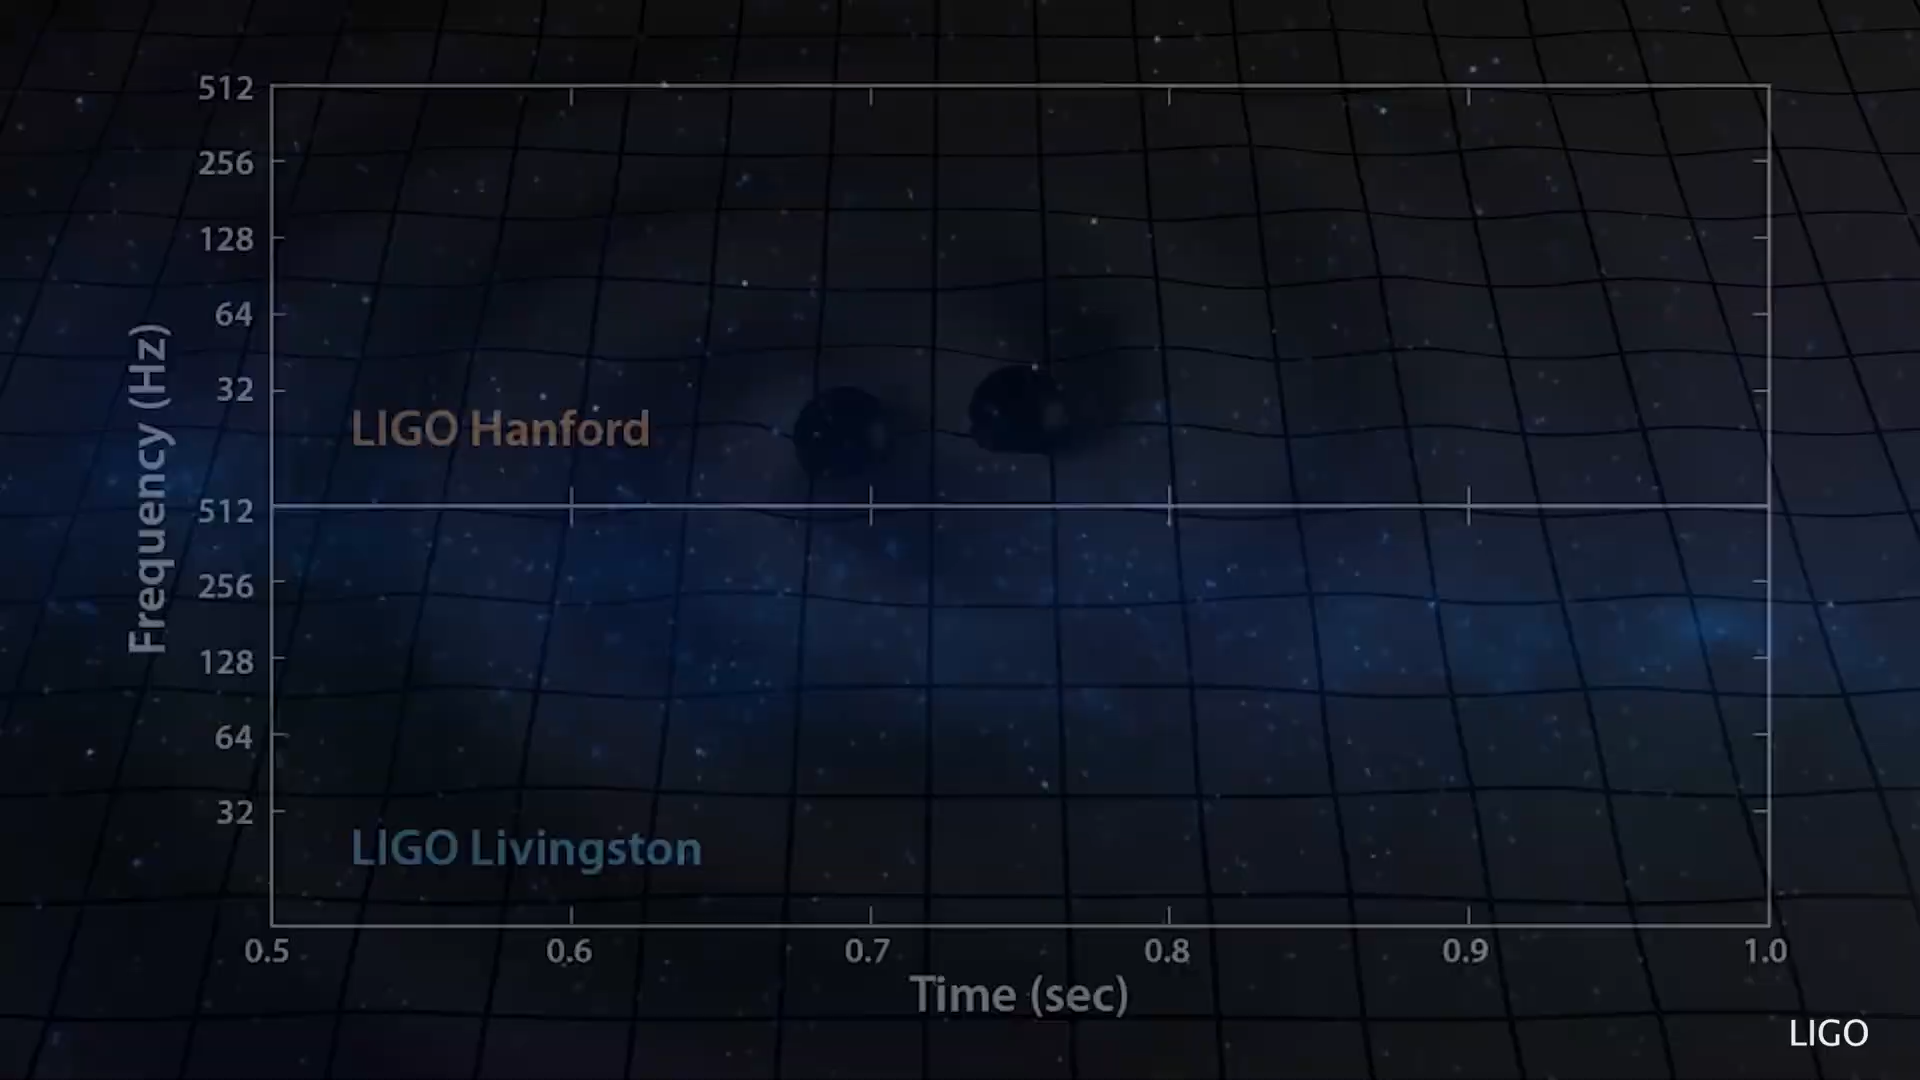 512
256
128
64
32
LIGO Hanford
Frequency (Hz)
512
256
128
64
32
LIGO Livingston
0.5 0.6 0.7 0.8 0.9 1.0
Time (sec)
LIGO